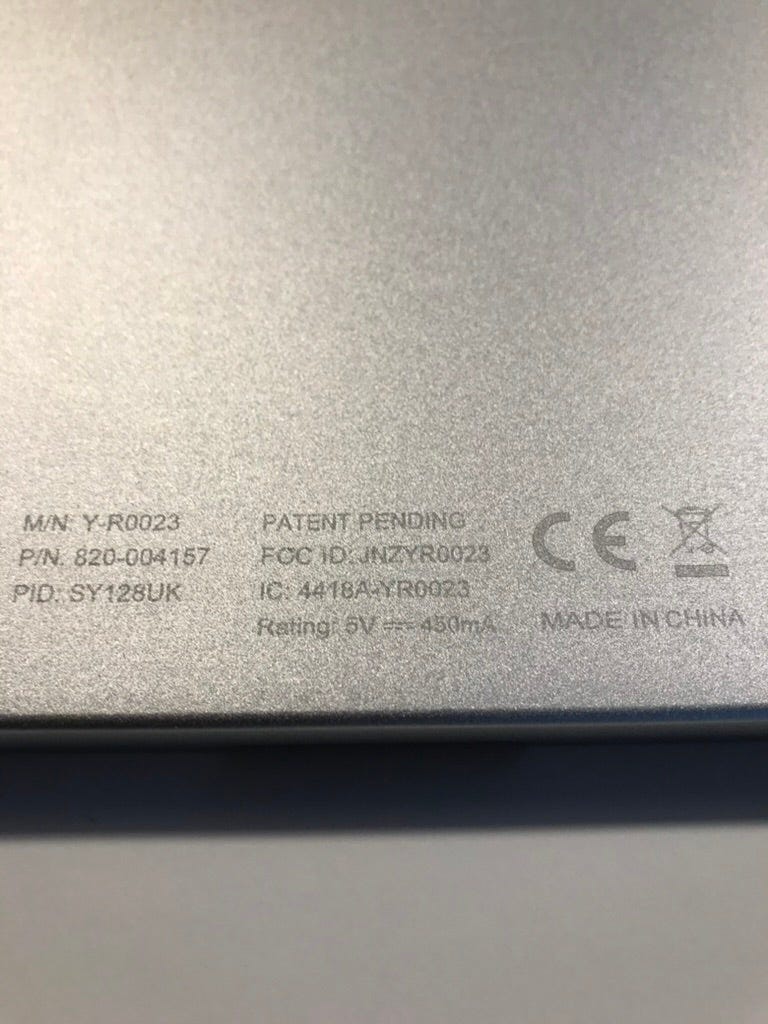 M/N: Y-R0023
P/N: 820-004157
PID: SY128UK
PATENT PENDING
FCC ID: JNZYR0023
IC: 4418A-YR0023
Rating: 5V ⎓ 450mA
CE
MADE IN CHINA